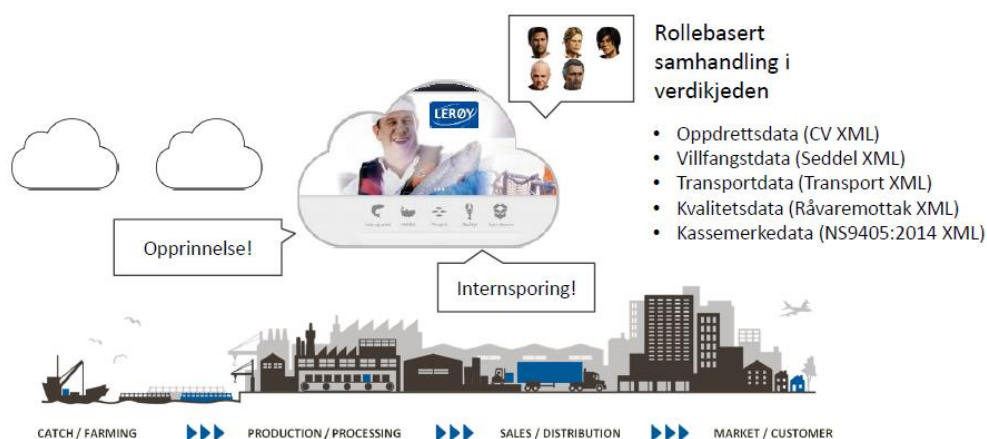 Rollebasert
samhandling i
verdikjeden
• Oppdrettsdata (CV XML)
• Villfangstdata (Seddel XML)
• Transportdata (Transport XML)
• Kvalitetsdata (Råvaremottak XML)
• Kassemerkedata (NS9405:2014 XML)
LERØY
Opprinnelse!
Internsporing!
CATCH / FARMING
PRODUCTION / PROCESSING
SALES / DISTRIBUTION
MARKET / CUSTOMER